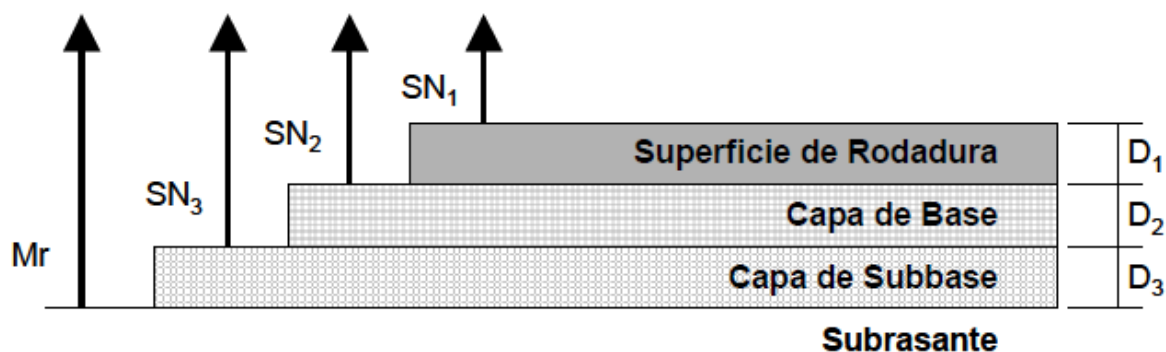 SN₁
SN₂
Superficie de Rodadura
D₁
SN₃
Capa de Base
D₂
Mr
Capa de Subbase
D₃
Subrasante